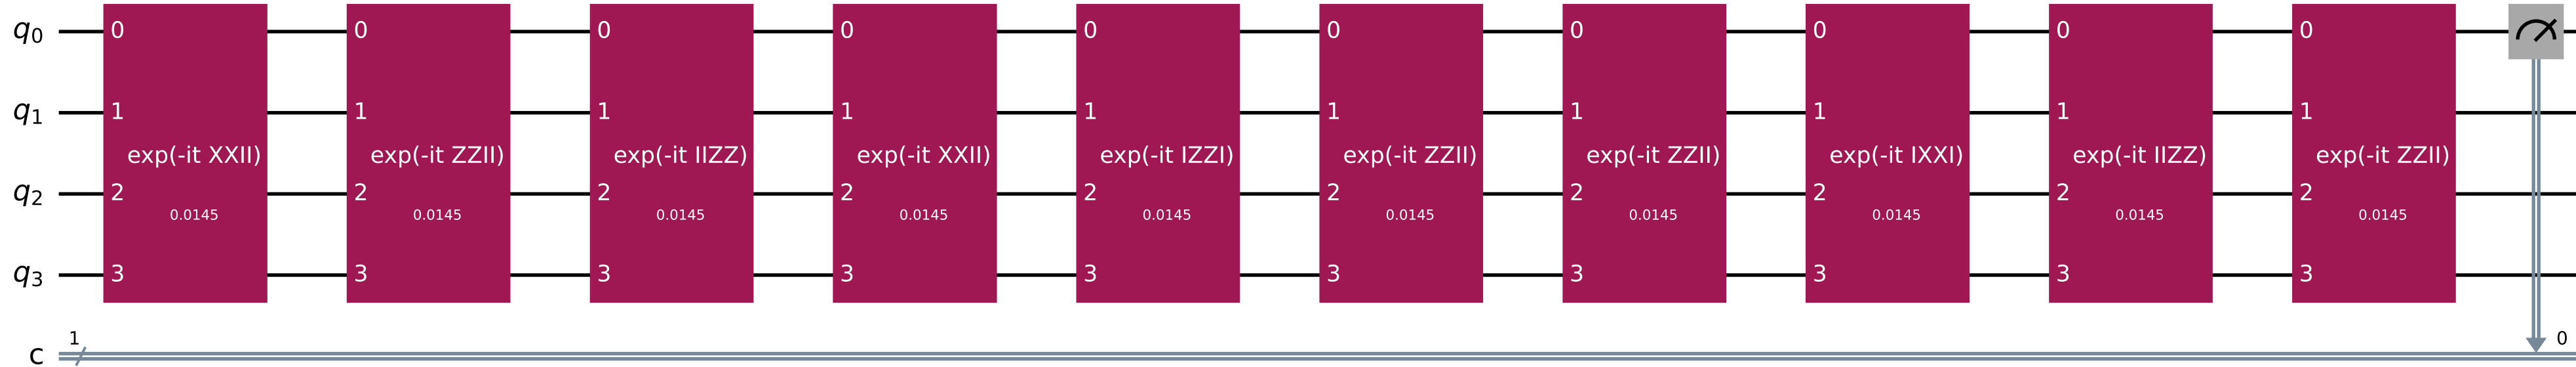 q0 0 0 0 0 0 0 0 0 0 0
q1 1 1 1 1 1 1 1 1 1 1
exp(-it XXII) exp(-it ZZII) exp(-it IIZZ) exp(-it XXII) exp(-it IZZI) exp(-it ZZII) exp(-it ZZII) exp(-it IXXI) exp(-it IIZZ) exp(-it ZZII)
q2 2 2 2 2 2 2 2 2 2 2
0.0145 0.0145 0.0145 0.0145 0.0145 0.0145 0.0145 0.0145 0.0145 0.0145
q3 3 3 3 3 3 3 3 3 3 3
1 0
c